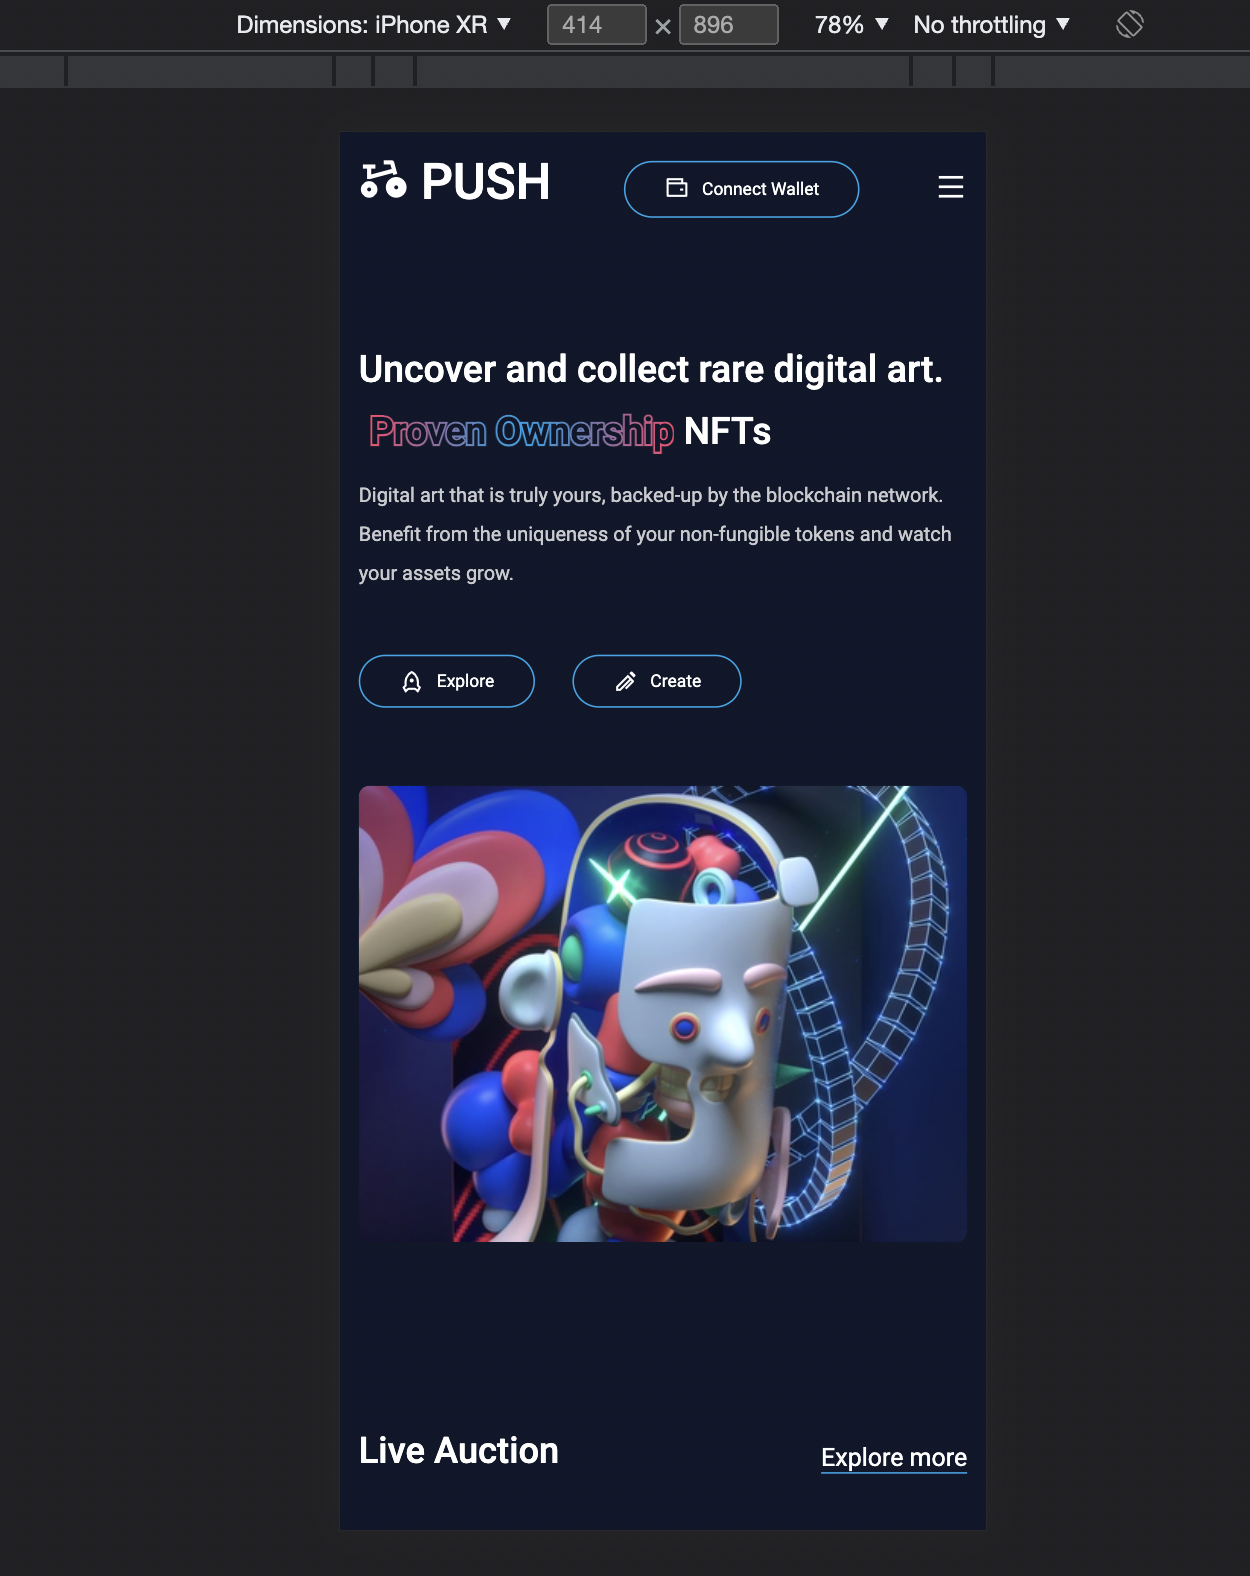 Dimensions: iPhone XR ▼ 414 × 896 78% ▼ No throttling ▼
PUSH
Connect Wallet
Uncover and collect rare digital art.
Proven Ownership NFTs
Digital art that is truly yours, backed-up by the blockchain network.
Benefit from the uniqueness of your non-fungible tokens and watch
your assets grow.
Explore
Create
Live Auction
Explore more